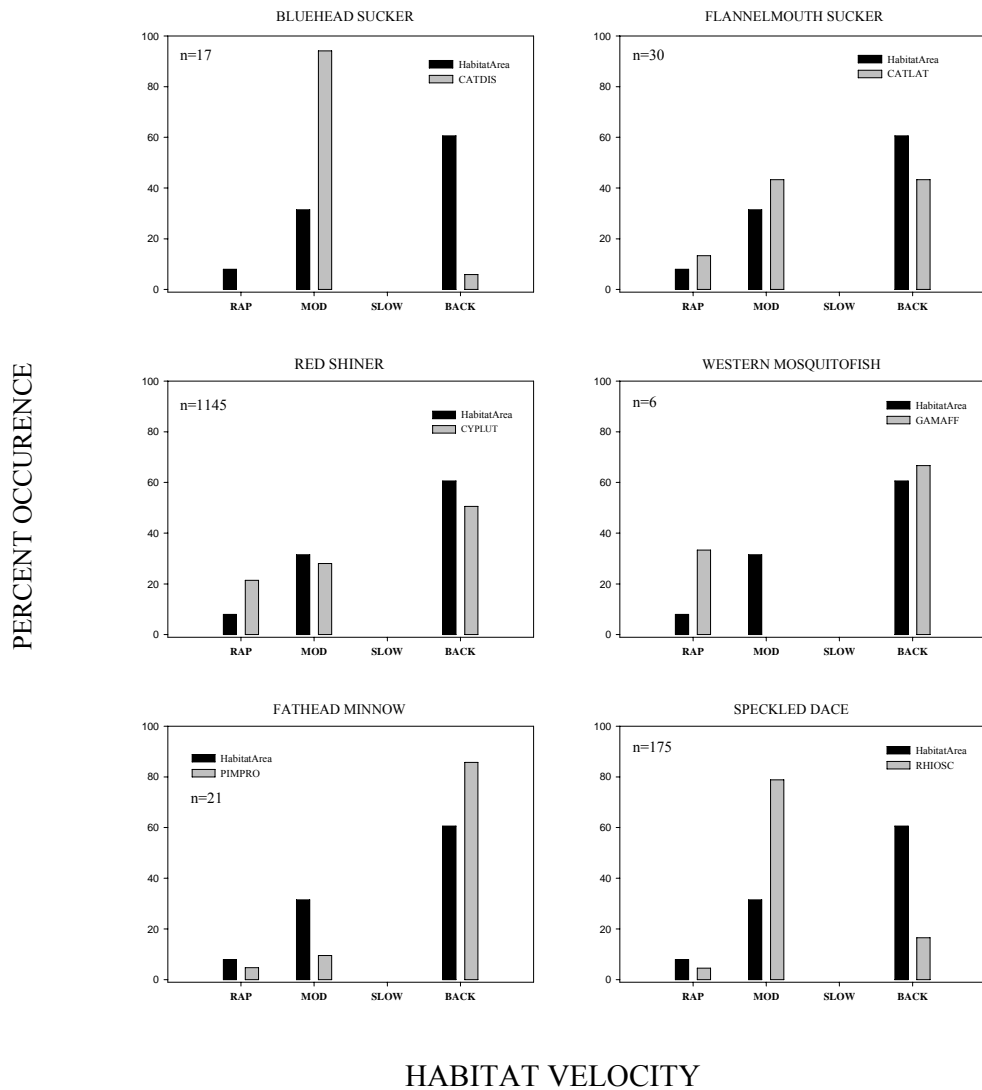 BLUEHEAD SUCKER
n=17
HabitatArea
CATDIS
100
80
60
40
20
0
RAP MOD SLOW BACK
FLANNELMOUTH SUCKER
n=30
HabitatArea
CATLAT
100
80
60
40
20
0
RAP MOD SLOW BACK
PERCENT OCCURENCE
RED SHINER
n=1145
HabitatArea
CYPLUT
100
80
60
40
20
0
RAP MOD SLOW BACK
WESTERN MOSQUITOFISH
n=6
HabitatArea
GAMAFF
100
80
60
40
20
0
RAP MOD SLOW BACK
FATHEAD MINNOW
HabitatArea
PIMPRO
n=21
100
80
60
40
20
0
RAP MOD SLOW BACK
SPECKLED DACE
n=175
HabitatArea
RHIOSC
100
80
60
40
20
0
RAP MOD SLOW BACK
HABITAT VELOCITY